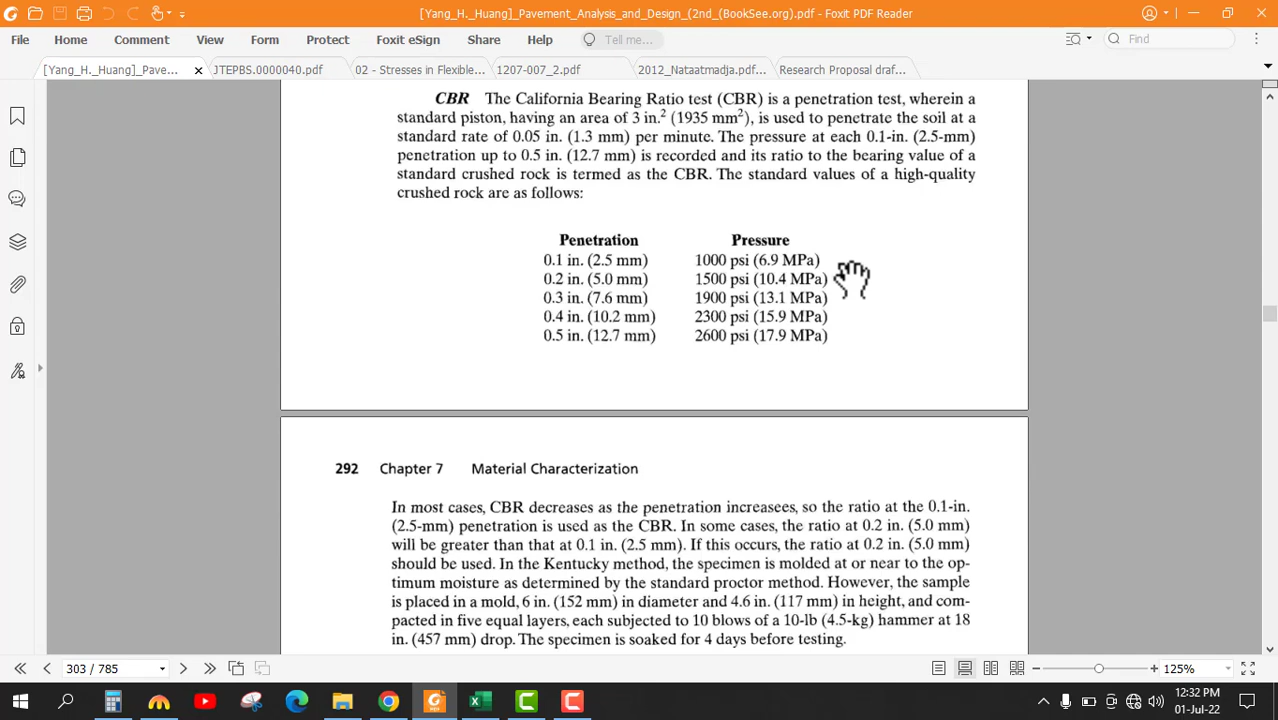 [Yang_H._Huang]_Pavement_Analysis_and_Design_(2nd_(BookSee.org).pdf - Foxit PDF Reader
File Home Comment View Form Protect Foxit eSign Share Help Tell me... Find
[Yang_H._Huang]_Pave... JTEPBS.0000040.pdf 02 - Stresses in Flexible... 1207-007_2.pdf 2012_Nataatmadja.pdf... Research Proposal draf...
CBR The California Bearing Ratio test (CBR) is a penetration test, wherein a
standard piston, having an area of 3 in.² (1935 mm²), is used to penetrate the soil at a
standard rate of 0.05 in. (1.3 mm) per minute. The pressure at each 0.1-in. (2.5-mm)
penetration up to 0.5 in. (12.7 mm) is recorded and its ratio to the bearing value of a
standard crushed rock is termed as the CBR. The standard values of a high-quality
crushed rock are as follows:
Penetration Pressure
0.1 in. (2.5 mm) 1000 psi (6.9 MPa)
0.2 in. (5.0 mm) 1500 psi (10.4 MPa)
0.3 in. (7.6 mm) 1900 psi (13.1 MPa)
0.4 in. (10.2 mm) 2300 psi (15.9 MPa)
0.5 in. (12.7 mm) 2600 psi (17.9 MPa)
292 Chapter 7 Material Characterization
In most cases, CBR decreases as the penetration increases, so the ratio at the 0.1-in.
(2.5-mm) penetration is used as the CBR. In some cases, the ratio at 0.2 in. (5.0 mm)
will be greater than that at 0.1 in. (2.5 mm). If this occurs, the ratio at 0.2 in. (5.0 mm)
should be used. In the Kentucky method, the specimen is molded at or near to the op-
timum moisture as determined by the standard proctor method. However, the sample
is placed in a mold, 6 in. (152 mm) in diameter and 4.6 in. (117 mm) in height, and com-
pacted in five equal layers, each subjected to 10 blows of a 10-lb (4.5-kg) hammer at 18
in. (457 mm) drop. The specimen is soaked for 4 days before testing.
303 / 785 125%
12:32 PM
01-Jul-22